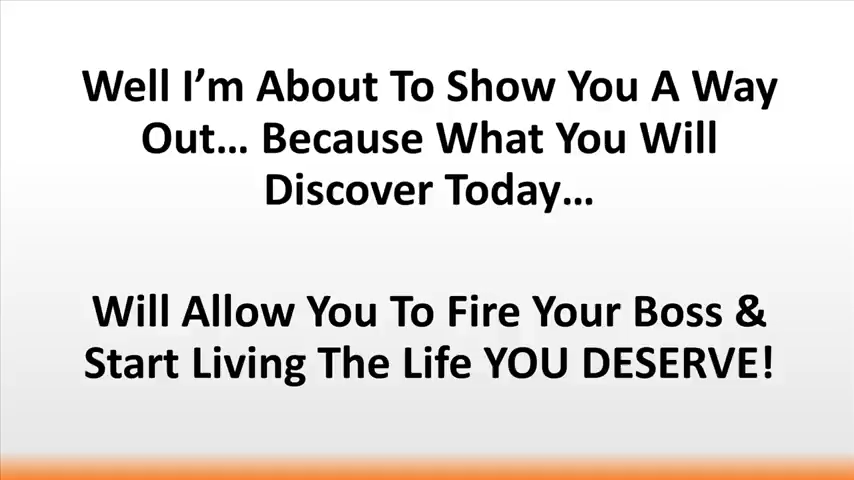 Well I’m About To Show You A Way
Out… Because What You Will
Discover Today…
Will Allow You To Fire Your Boss &
Start Living The Life YOU DESERVE!